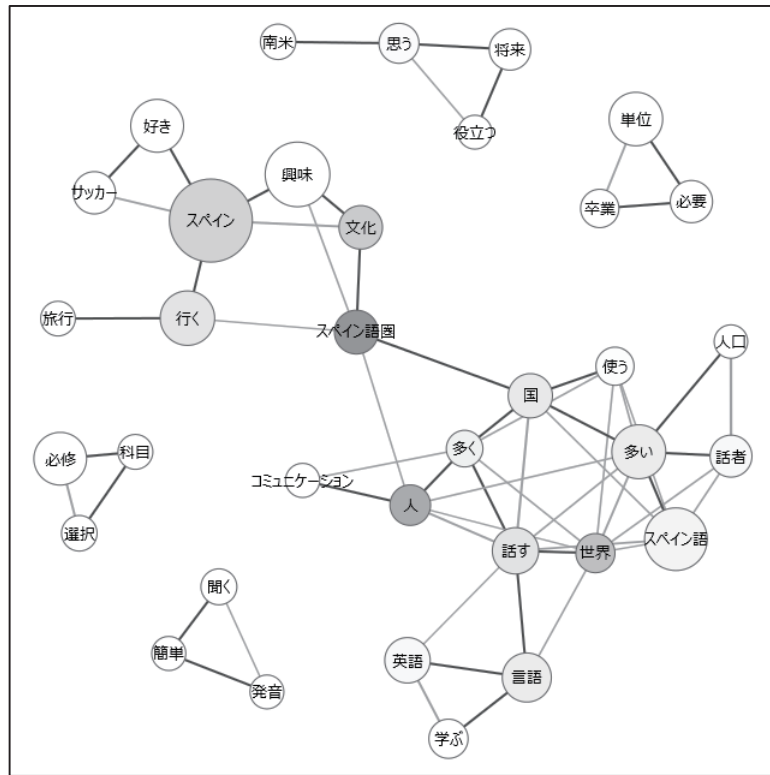 南米
思う
将来
役立つ
好き
サッカー
スペイン
興味
文化
単位
卒業
必要
旅行
行く
スペイン語圏
人口
使う
国
多く
多い
話者
必修
科目
選択
コミュニケーション
人
話す
世界
スペイン語
聞く
簡単
発音
英語
言語
学ぶ